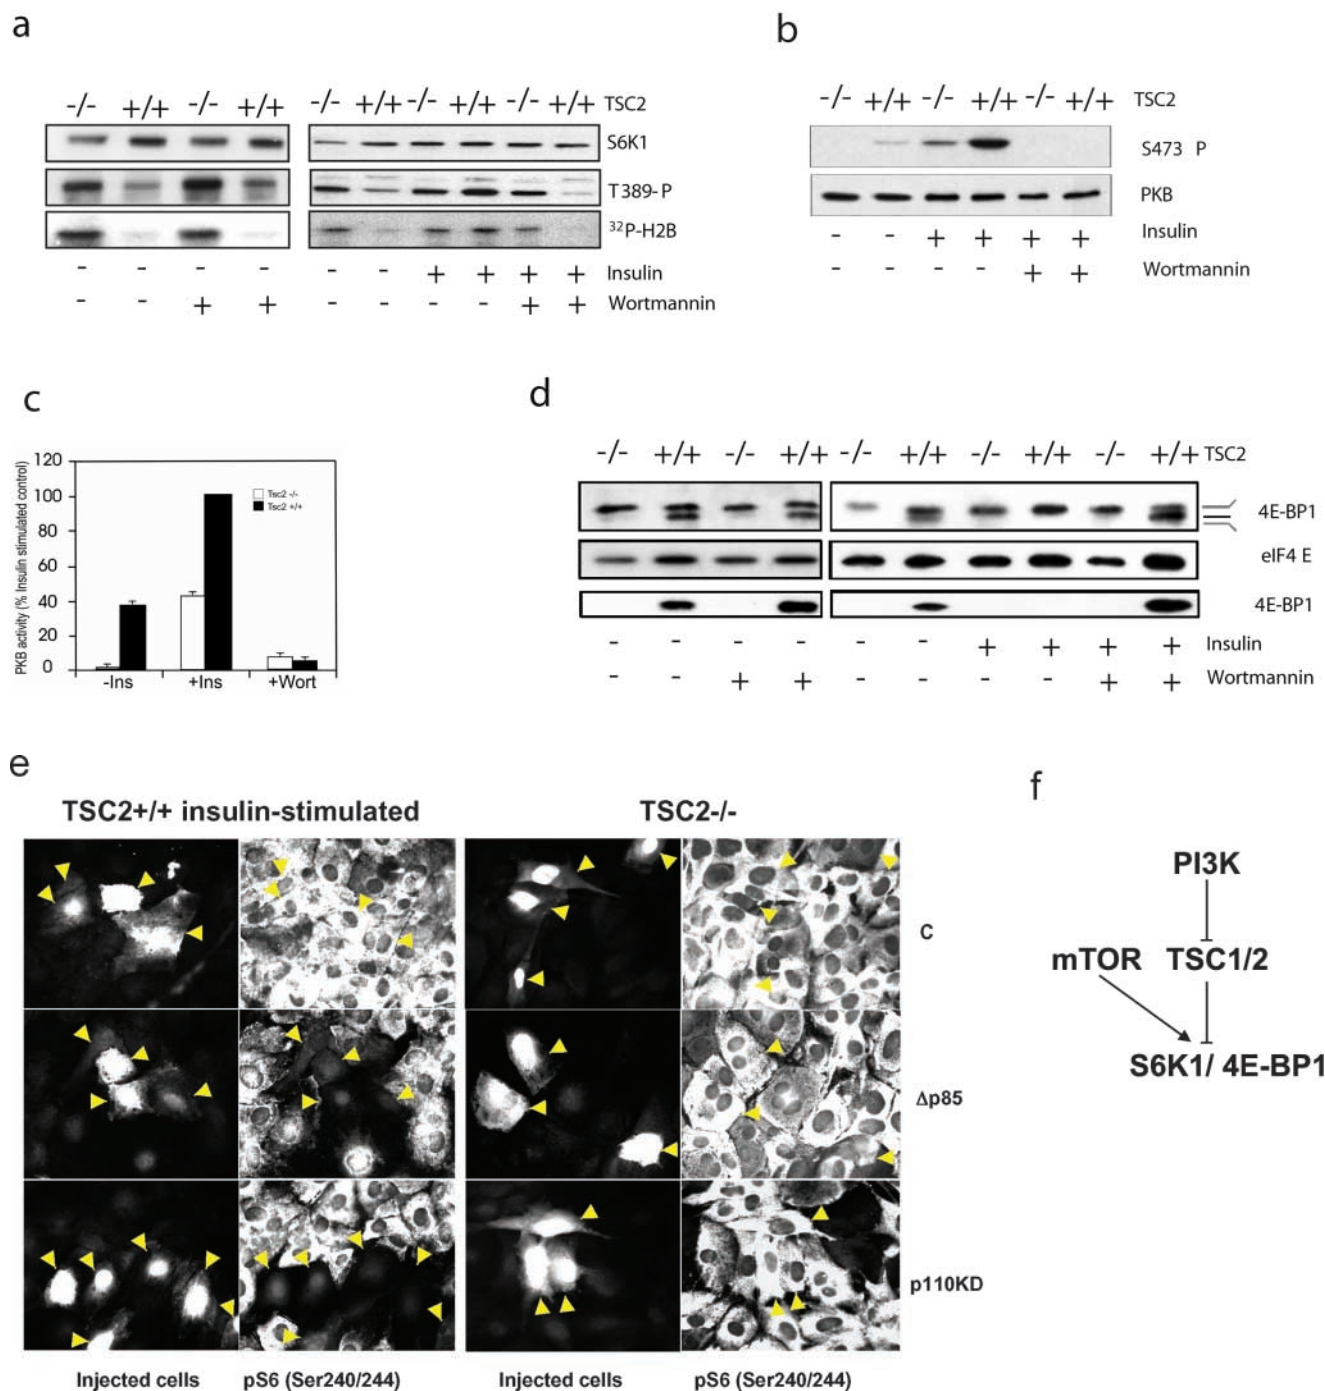 a
-/- +/+ -/- +/+ -/- +/+ -/- +/+ -/- +/+ TSC2
S6K1
T389-P
³²P-H2B
- - - - - - + + + + Insulin
- - + + - - - - + + Wortmannin
b
-/- +/+ -/- +/+ -/- +/+ TSC2
S473 P
PKB
- - + + + + Insulin
- - - - + + Wortmannin
c
PKB activity (% Insulin stimulated control)
120
100
80
60
40
20
0
Tsc2 -/-
Tsc2 +/+
-Ins +Ins +Wort
d
-/- +/+ -/- +/+ -/- +/+ -/- +/+ -/- +/+ TSC2
4E-BP1
eIF4 E
4E-BP1
- - - - - - + + + + Insulin
- - + + - - - - + + Wortmannin
e
TSC2+/+ insulin-stimulated TSC2-/-
C
Δp85
p110KD
Injected cells pS6 (Ser240/244) Injected cells pS6 (Ser240/244)
f
PI3K
mTOR TSC1/2
S6K1/ 4E-BP1